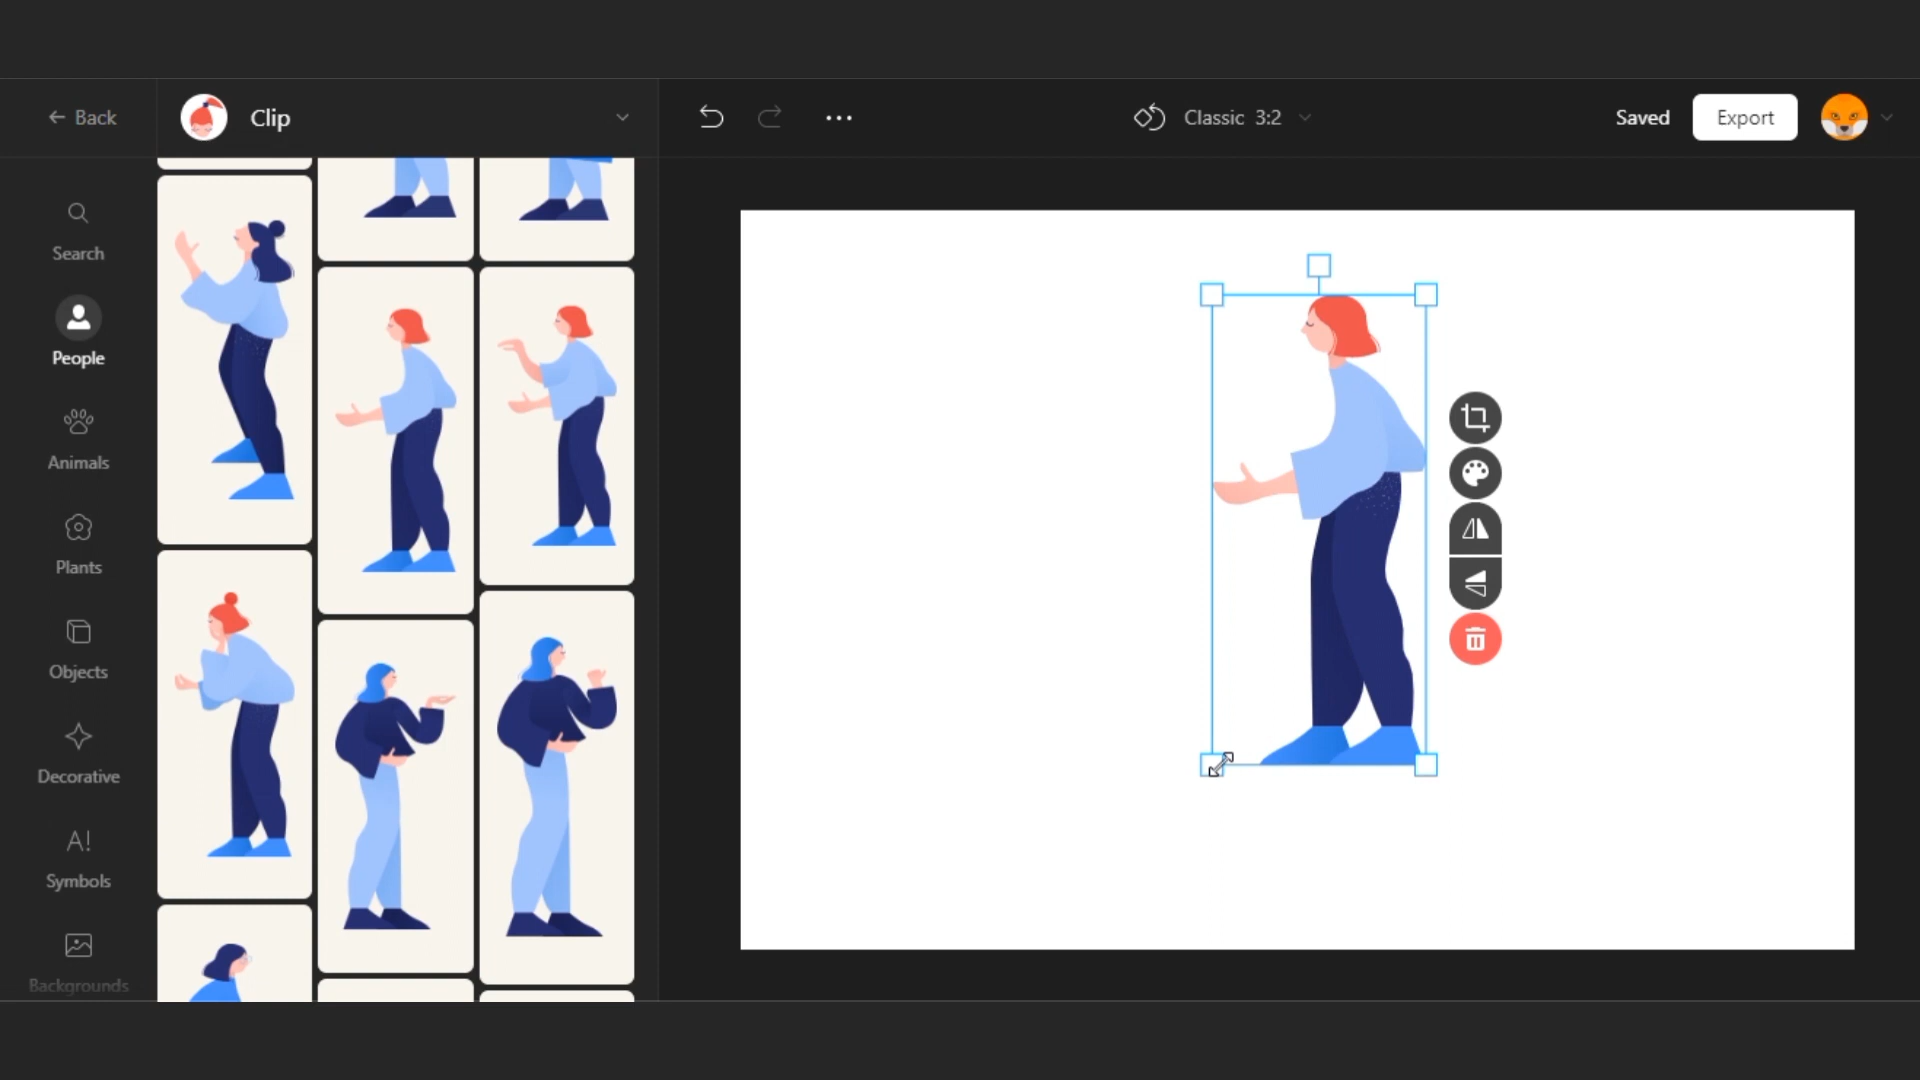 Back
Clip
Classic 3:2
Saved
Export
Search
People
Animals
Plants
Objects
Decorative
A!
Symbols
Backgrounds